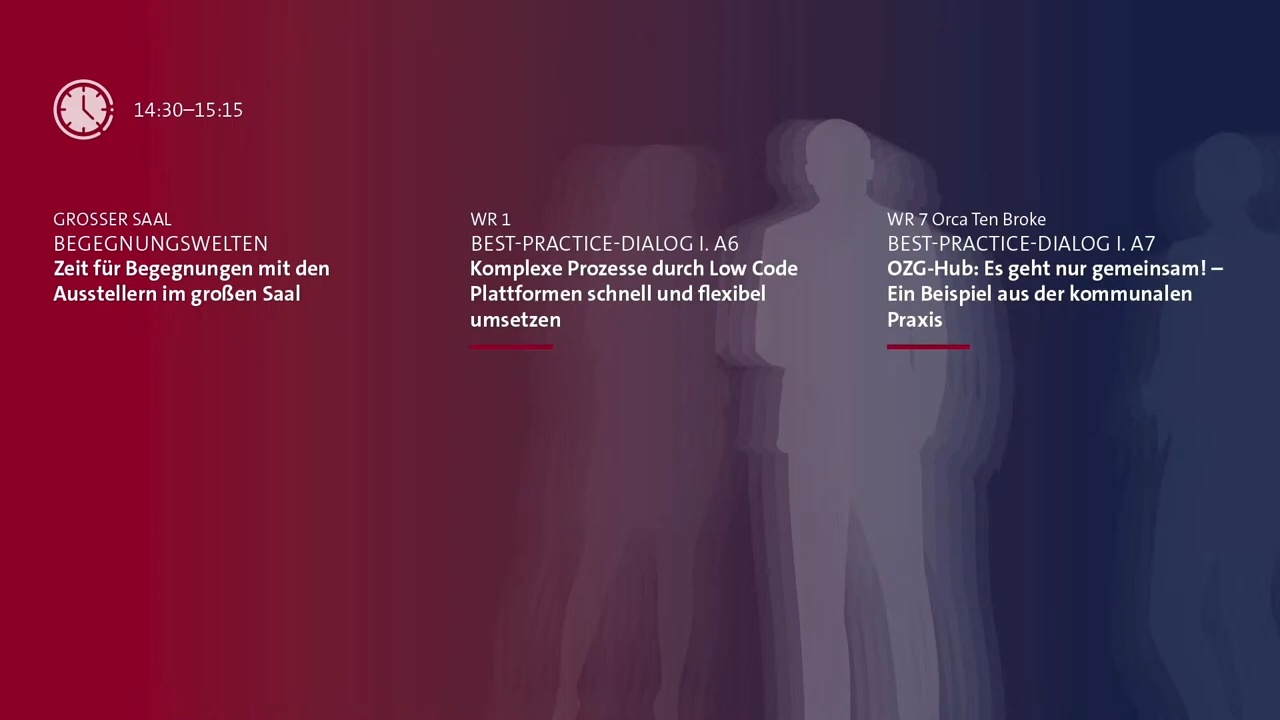 14:30–15:15
GROSSER SAAL
BEGEGNUNGSWELTEN
Zeit für Begegnungen mit den
Ausstellern im großen Saal
WR 1
BEST-PRACTICE-DIALOG I. A6
Komplexe Prozesse durch Low Code
Plattformen schnell und flexibel
umsetzen
WR 7 Orca Ten Broke
BEST-PRACTICE-DIALOG I. A7
OZG-Hub: Es geht nur gemeinsam! –
Ein Beispiel aus der kommunalen
Praxis